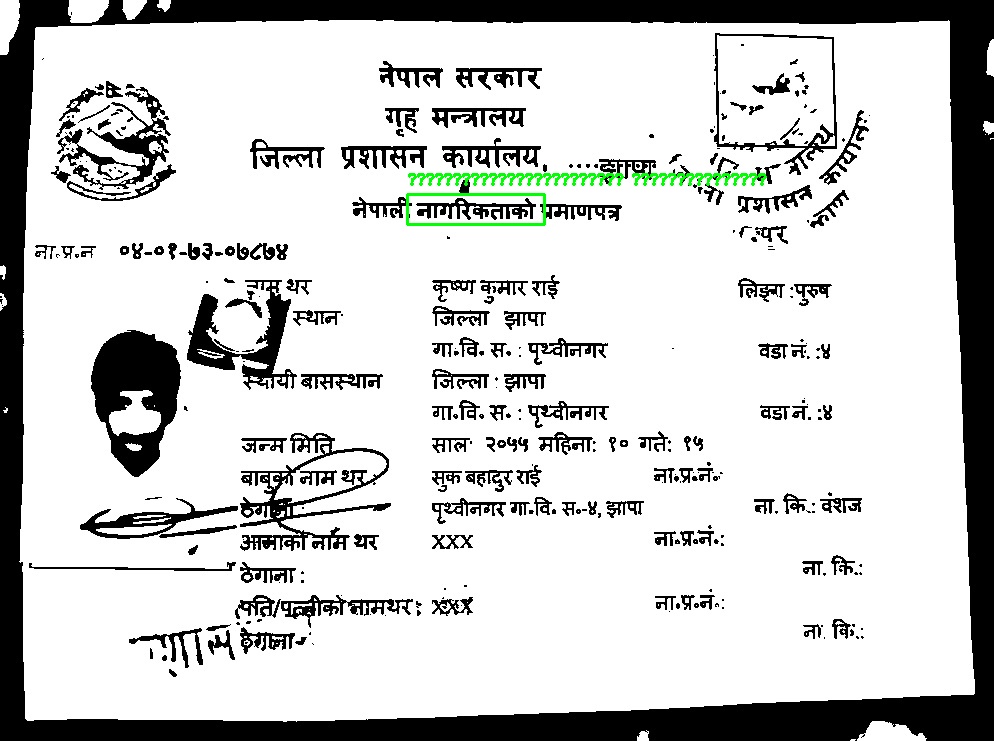 नेपाल सरकार
गृह मन्त्रालय
जिल्ला प्रशासन कार्यालय, ....झापा
?????????????????????????? ????????????????
नेपाली नागरिकताको प्रमाणपत्र
ना.प्र.न ०४-०१-७३-०७८७४
नाम थर कृष्ण कुमार राई लिङ्ग :पुरुष
स्थान जिल्ला झापा
गा.वि. स. : पृथ्वीनगर वडा नं. :४
स्थायी बासस्थान जिल्ला : झापा
गा.वि. स. : पृथ्वीनगर वडा नं. :४
जन्म मिति साल २०५५ महिना: १० गते: १५
बाबुको नाम थर : सुक बहादुर राई ना.प्र.नं.
ठेगाना : पृथ्वीनगर गा.वि. स.-४, झापा ना. कि.: वंशज
आमाको नाम थर XXX ना.प्र.नं.:
ठेगाना : ना. कि.:
पति/पत्नीको नामथर : XXX ना.प्र.नं.:
ठेगाना- ना. कि.:
प्रशासन कार्यालय